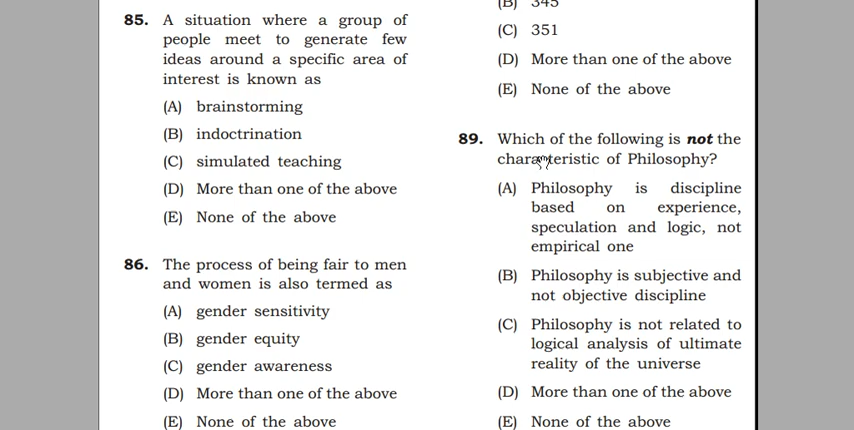 85. A situation where a group of
people meet to generate few
ideas around a specific area of
interest is known as
(A) brainstorming
(B) indoctrination
(C) simulated teaching
(D) More than one of the above
(E) None of the above
86. The process of being fair to men
and women is also termed as
(A) gender sensitivity
(B) gender equity
(C) gender awareness
(D) More than one of the above
(E) None of the above
(B) 345
(C) 351
(D) More than one of the above
(E) None of the above
89. Which of the following is not the
characteristic of Philosophy?
(A) Philosophy is discipline
based on experience,
speculation and logic, not
empirical one
(B) Philosophy is subjective and
not objective discipline
(C) Philosophy is not related to
logical analysis of ultimate
reality of the universe
(D) More than one of the above
(E) None of the above